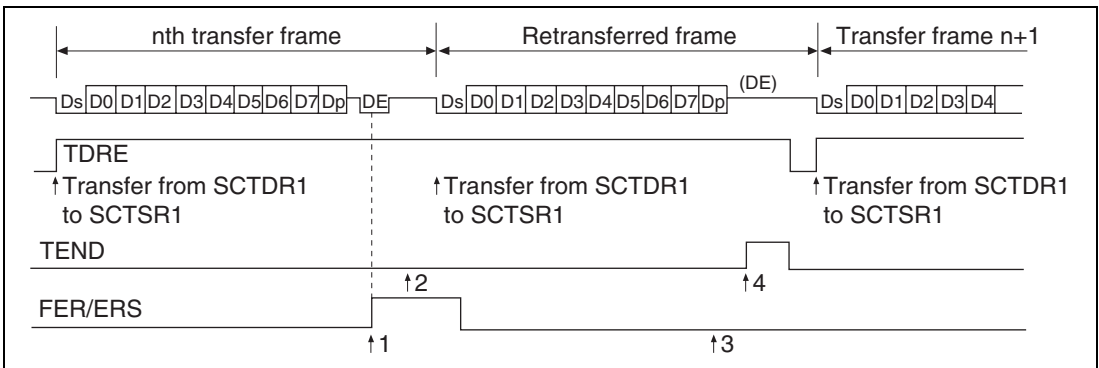 nth transfer frame Retransferred frame Transfer frame n+1
(DE)
Ds D0 D1 D2 D3 D4 D5 D6 D7 Dp DE Ds D0 D1 D2 D3 D4 D5 D6 D7 Dp Ds D0 D1 D2 D3 D4
TDRE
Transfer from SCTDR1 Transfer from SCTDR1 Transfer from SCTDR1
to SCTSR1 to SCTSR1 to SCTSR1
TEND
2 4
FER/ERS
1 3